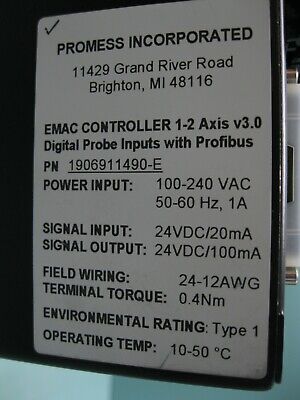 PROMESS INCORPORATED
11429 Grand River Road
Brighton, MI 48116
EMAC CONTROLLER 1-2 Axis v3.0
Digital Probe Inputs with Profibus
PN 1906911490-E
POWER INPUT: 100-240 VAC
50-60 Hz, 1A
SIGNAL INPUT: 24VDC/20mA
SIGNAL OUTPUT: 24VDC/100mA
FIELD WIRING: 24-12AWG
TERMINAL TORQUE: 0.4Nm
ENVIRONMENTAL RATING: Type 1
OPERATING TEMP: 10-50 °C